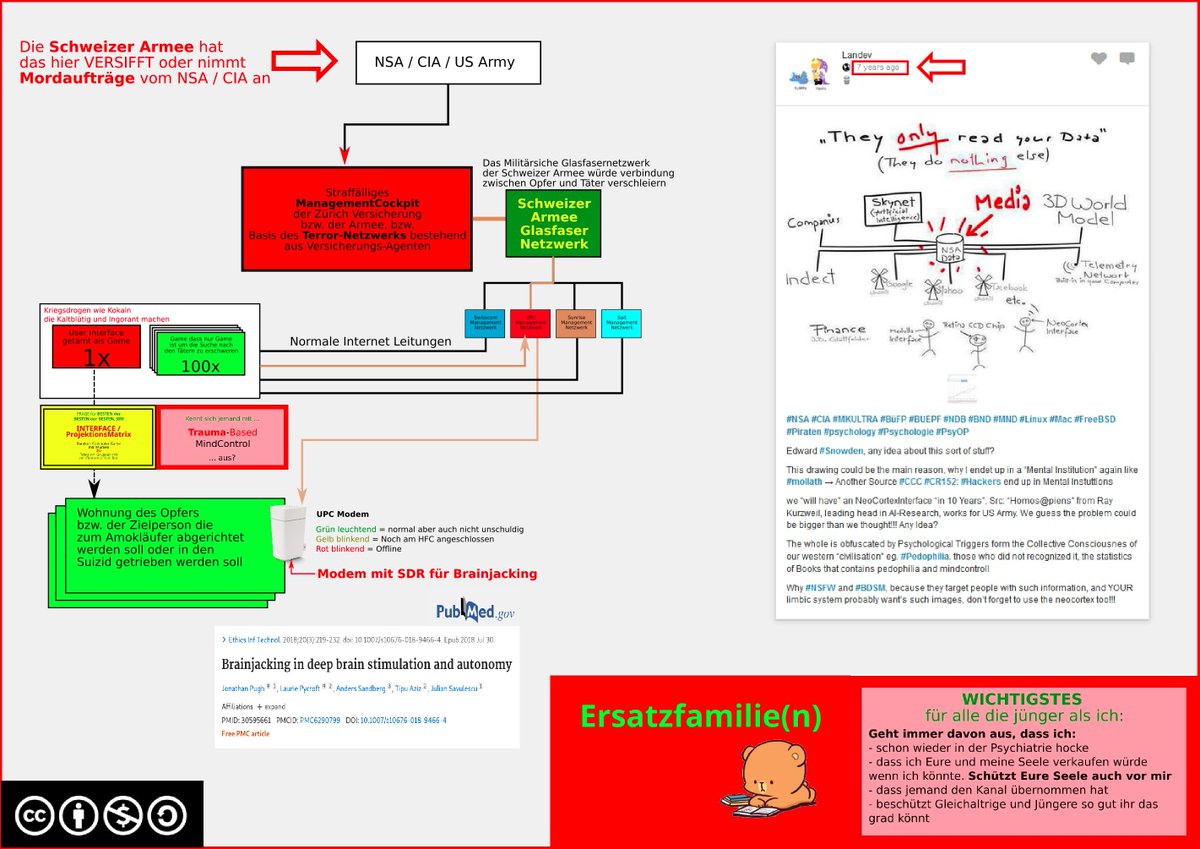 Die Schweizer Armee hat
das hier VERSIFFT oder nimmt
Mordaufträge vom NSA / CIA an
NSA / CIA / US Army
Straffälliges
ManagementCockpit
der Zürich Versicherung
bzw. der Armee, bzw.
Basis des Terror-Netzwerks bestehend
aus Versicherungs-Agenten
Das Militärsiche Glasfasernetzwerk
der Schweizer Armee würde verbindung
zwischen Opfer und Täter verschleiern
Schweizer
Armee
Glasfaser
Netzwerk
Swisscom
Management
Netzwerk
UPC
Management
Netzwerk
Sunrise
Management
Netzwerk
Salt
Management
Netzwerk
Kriegsdrogen wie Kokain
die Kaltblütig und Ingorant machen
User Interface
getarnt als Game
1x
Game dass nur Game
ist um die Suche nach
den Tätern zu erschweren
100x
Normale Internet Leitungen
FRAGE für BESTEN der
BESTEN der BESTEN, SIR!
INTERFACE /
ProjektionsMatrix
Kennt sich jemand mit ...
Trauma-Based
MindControl
... aus?
Wohnung des Opfers
bzw. der Zielperson die
zum Amokläufer abgerichtet
werden soll oder in den
Suizid getrieben werden soll
UPC Modem
Grün leuchtend = normal aber auch nicht unschuldig
Gelb blinkend = Noch am HFC angeschlossen
Rot blinkend = Offline
Modem mit SDR für Brainjacking
PubMed.gov
> Ethics Inf Technol. 2018;20(3):219-232. doi: 10.1007/s10676-018-9466-4. Epub 2018 Jul 30.
Brainjacking in deep brain stimulation and autonomy
Jonathan Pugh # 1, Laurie Pycroft # 2, Anders Sandberg 3, Tipu Aziz 2, Julian Savulescu 1
Affiliations + expand
PMID: 30595661 PMCID: PMC6290799 DOI: 10.1007/s10676-018-9466-4
Free PMC article
Landev
7 years ago
„They only read your Data"
(They do nothing else)
Skynet
(Artificial
Intelligence)
Media
3D World
Model
Companies
NSA
Data
Indect
Google
Yahoo
Facebook
etc.
Telemetry
Network
Built-in in your Computer
Finance
Medulla
Interface
Retina CCD Chip
NeoCortex
Interface
#NSA #CIA #MKULTRA #BüFP #BUEPF #NDB #BND #MND #Linux #Mac #FreeBSD
#Piraten #psychology #Psychologie #PsyOP
Edward #Snowden, any idea about this sort of stuff?
This drawing could be the main reason, why I endet up in a "Mental Institution" again like
#mollath → Another Source #CCC #CR152: #Hackers end up in Mental Instuttions
we "will have" an NeoCortexInterface "in 10 Years". Src: "Homos@piens" from Ray
Kurzweil, leading head in AI-Research, works for US Army. We guess the problem could
be bigger than we thought!!! Any Idea?
The whole is obfuscated by Psychological Triggers form the Collective Consciousnes of
our western "civilisation" eg. #Pedophilia. those who did not recognized it, the statistics
of Books that contains pedophilia and mindcontroll
Why #NSFW and #BDSM, because they target people with such information, and YOUR
limbic system probably want's such images, don't forget to use the neocortex too!!!
Ersatzfamilie(n)
WICHTIGSTES
für alle die jünger als ich:
Geht immer davon aus, dass ich:
- schon wieder in der Psychiatrie hocke
- dass ich Eure und meine Seele verkaufen würde
wenn ich könnte. Schützt Eure Seele auch vor mir
- dass jemand den Kanal übernommen hat
- beschützt Gleichaltrige und Jüngere so gut ihr das
grad könnt
cc